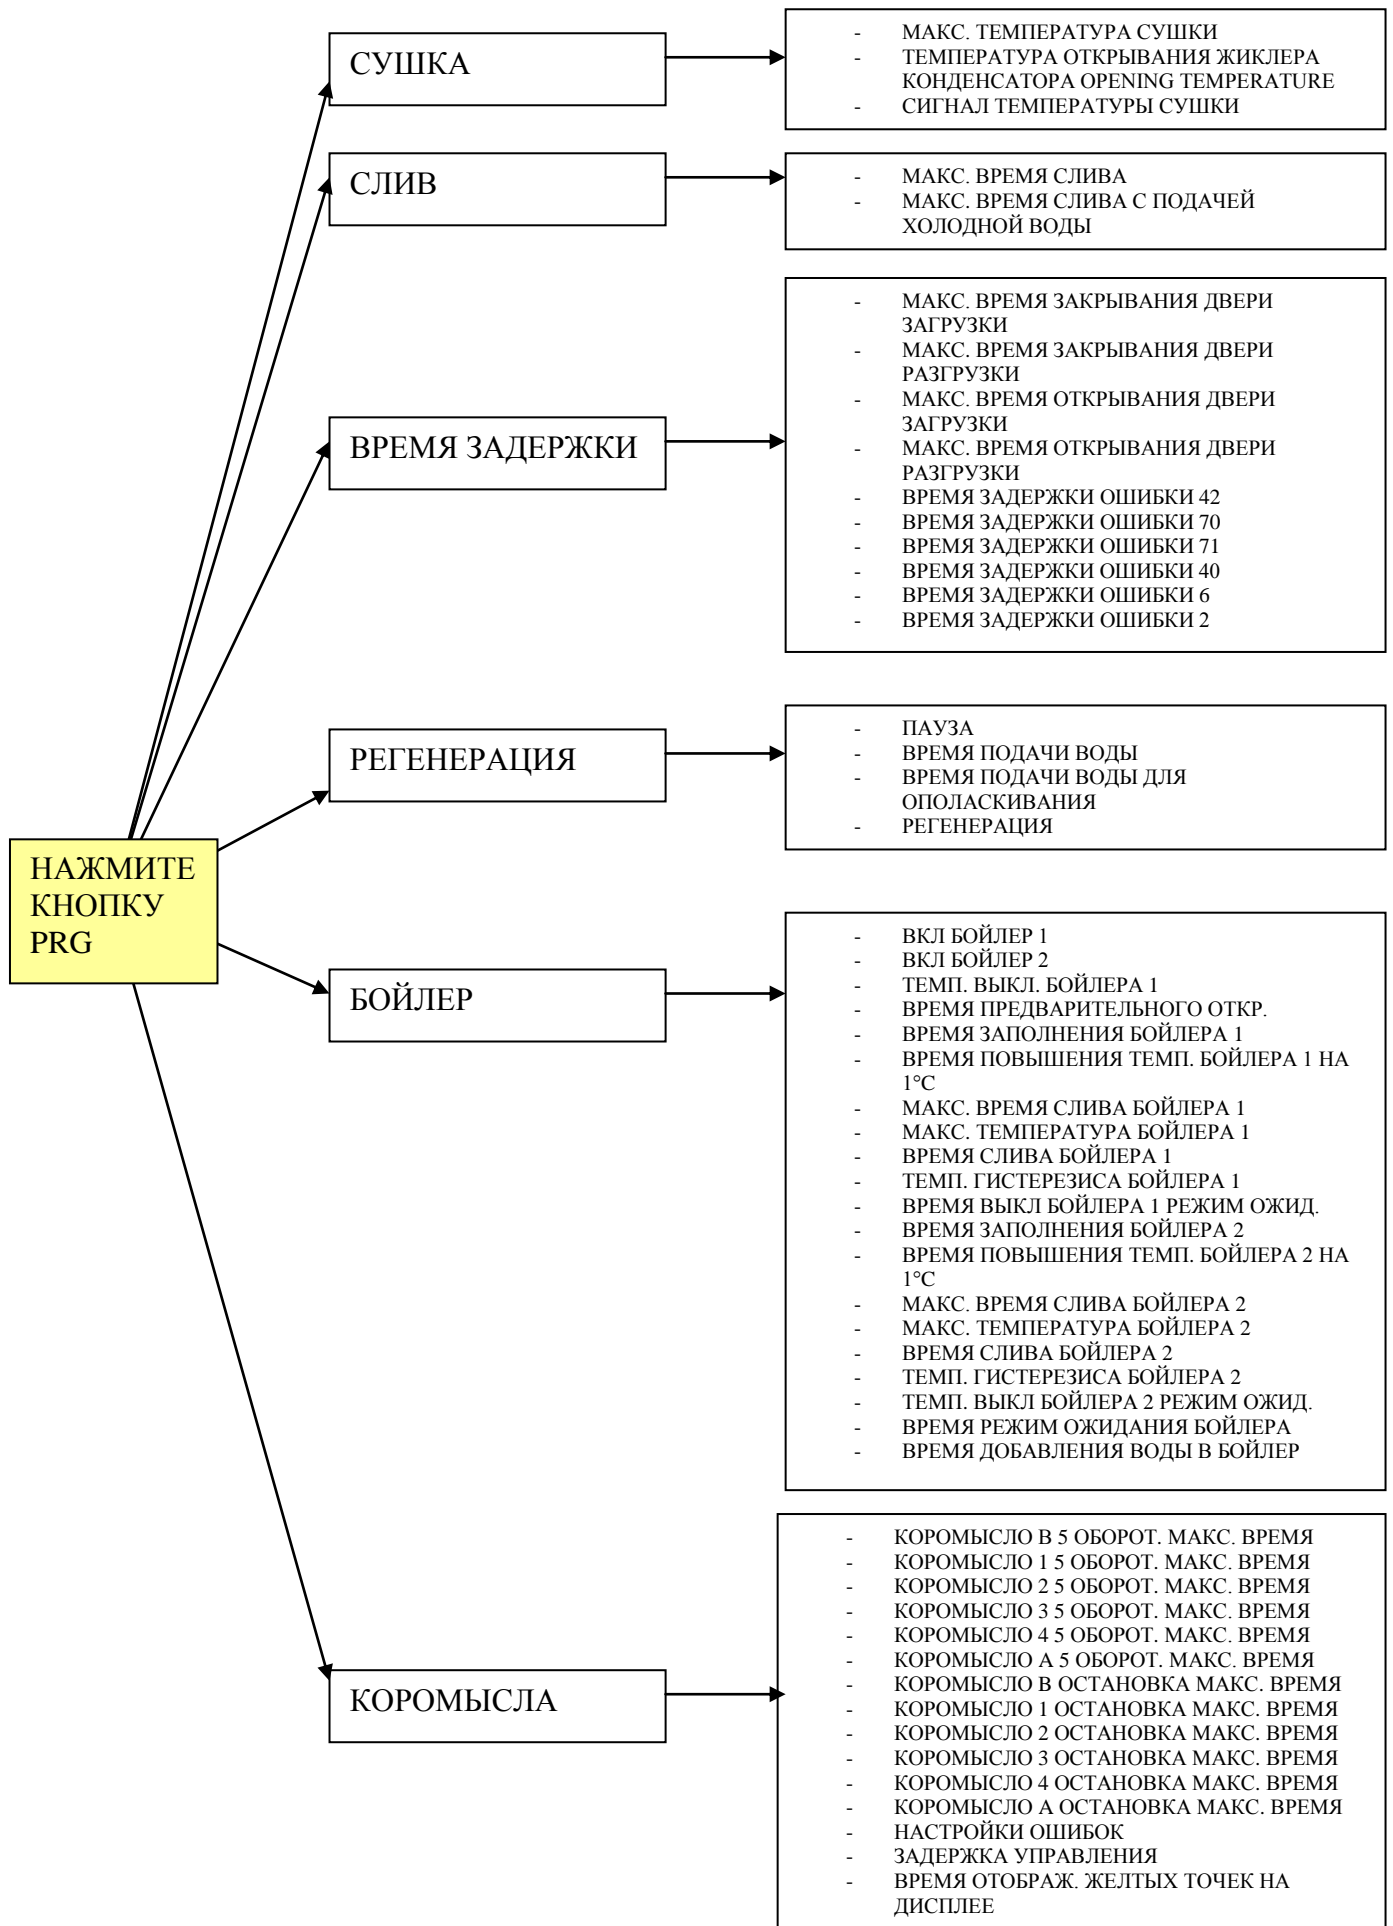 СУШКА
- МАКС. ТЕМПЕРАТУРА СУШКИ
- ТЕМПЕРАТУРА ОТКРЫВАНИЯ ЖИКЛЕРА
КОНДЕНСАТОРА OPENING TEMPERATURE
- СИГНАЛ ТЕМПЕРАТУРЫ СУШКИ
СЛИВ
- МАКС. ВРЕМЯ СЛИВА
- МАКС. ВРЕМЯ СЛИВА С ПОДАЧЕЙ
ХОЛОДНОЙ ВОДЫ
ВРЕМЯ ЗАДЕРЖКИ
- МАКС. ВРЕМЯ ЗАКРЫВАНИЯ ДВЕРИ
ЗАГРУЗКИ
- МАКС. ВРЕМЯ ЗАКРЫВАНИЯ ДВЕРИ
РАЗГРУЗКИ
- МАКС. ВРЕМЯ ОТКРЫВАНИЯ ДВЕРИ
ЗАГРУЗКИ
- МАКС. ВРЕМЯ ОТКРЫВАНИЯ ДВЕРИ
РАЗГРУЗКИ
- ВРЕМЯ ЗАДЕРЖКИ ОШИБКИ 42
- ВРЕМЯ ЗАДЕРЖКИ ОШИБКИ 70
- ВРЕМЯ ЗАДЕРЖКИ ОШИБКИ 71
- ВРЕМЯ ЗАДЕРЖКИ ОШИБКИ 40
- ВРЕМЯ ЗАДЕРЖКИ ОШИБКИ 6
- ВРЕМЯ ЗАДЕРЖКИ ОШИБКИ 2
РЕГЕНЕРАЦИЯ
- ПАУЗА
- ВРЕМЯ ПОДАЧИ ВОДЫ
- ВРЕМЯ ПОДАЧИ ВОДЫ ДЛЯ
ОПОЛАСКИВАНИЯ
- РЕГЕНЕРАЦИЯ
НАЖМИТЕ
КНОПКУ
PRG
БОЙЛЕР
- ВКЛ БОЙЛЕР 1
- ВКЛ БОЙЛЕР 2
- ТЕМП. ВЫКЛ. БОЙЛЕРА 1
- ВРЕМЯ ПРЕДВАРИТЕЛЬНОГО ОТКР.
- ВРЕМЯ ЗАПОЛНЕНИЯ БОЙЛЕРА 1
- ВРЕМЯ ПОВЫШЕНИЯ ТЕМП. БОЙЛЕРА 1 НА
1°C
- МАКС. ВРЕМЯ СЛИВА БОЙЛЕРА 1
- МАКС. ТЕМПЕРАТУРА БОЙЛЕРА 1
- ВРЕМЯ СЛИВА БОЙЛЕРА 1
- ТЕМП. ГИСТЕРЕЗИСА БОЙЛЕРА 1
- ВРЕМЯ ВЫКЛ БОЙЛЕРА 1 РЕЖИМ ОЖИД.
- ВРЕМЯ ЗАПОЛНЕНИЯ БОЙЛЕРА 2
- ВРЕМЯ ПОВЫШЕНИЯ ТЕМП. БОЙЛЕРА 2 НА
1°C
- МАКС. ВРЕМЯ СЛИВА БОЙЛЕРА 2
- МАКС. ТЕМПЕРАТУРА БОЙЛЕРА 2
- ВРЕМЯ СЛИВА БОЙЛЕРА 2
- ТЕМП. ГИСТЕРЕЗИСА БОЙЛЕРА 2
- ТЕМП. ВЫКЛ БОЙЛЕРА 2 РЕЖИМ ОЖИД.
- ВРЕМЯ РЕЖИМ ОЖИДАНИЯ БОЙЛЕРА
- ВРЕМЯ ДОБАВЛЕНИЯ ВОДЫ В БОЙЛЕР
КОРОМЫСЛА
- КОРОМЫСЛО B 5 ОБОРОТ. МАКС. ВРЕМЯ
- КОРОМЫСЛО 1 5 ОБОРОТ. МАКС. ВРЕМЯ
- КОРОМЫСЛО 2 5 ОБОРОТ. МАКС. ВРЕМЯ
- КОРОМЫСЛО 3 5 ОБОРОТ. МАКС. ВРЕМЯ
- КОРОМЫСЛО 4 5 ОБОРОТ. МАКС. ВРЕМЯ
- КОРОМЫСЛО A 5 ОБОРОТ. МАКС. ВРЕМЯ
- КОРОМЫСЛО B ОСТАНОВКА МАКС. ВРЕМЯ
- КОРОМЫСЛО 1 ОСТАНОВКА МАКС. ВРЕМЯ
- КОРОМЫСЛО 2 ОСТАНОВКА МАКС. ВРЕМЯ
- КОРОМЫСЛО 3 ОСТАНОВКА МАКС. ВРЕМЯ
- КОРОМЫСЛО 4 ОСТАНОВКА МАКС. ВРЕМЯ
- КОРОМЫСЛО A ОСТАНОВКА МАКС. ВРЕМЯ
- НАСТРОЙКИ ОШИБОК
- ЗАДЕРЖКА УПРАВЛЕНИЯ
- ВРЕМЯ ОТОБРАЖ. ЖЕЛТЫХ ТОЧЕК НА
ДИСПЛЕЕ